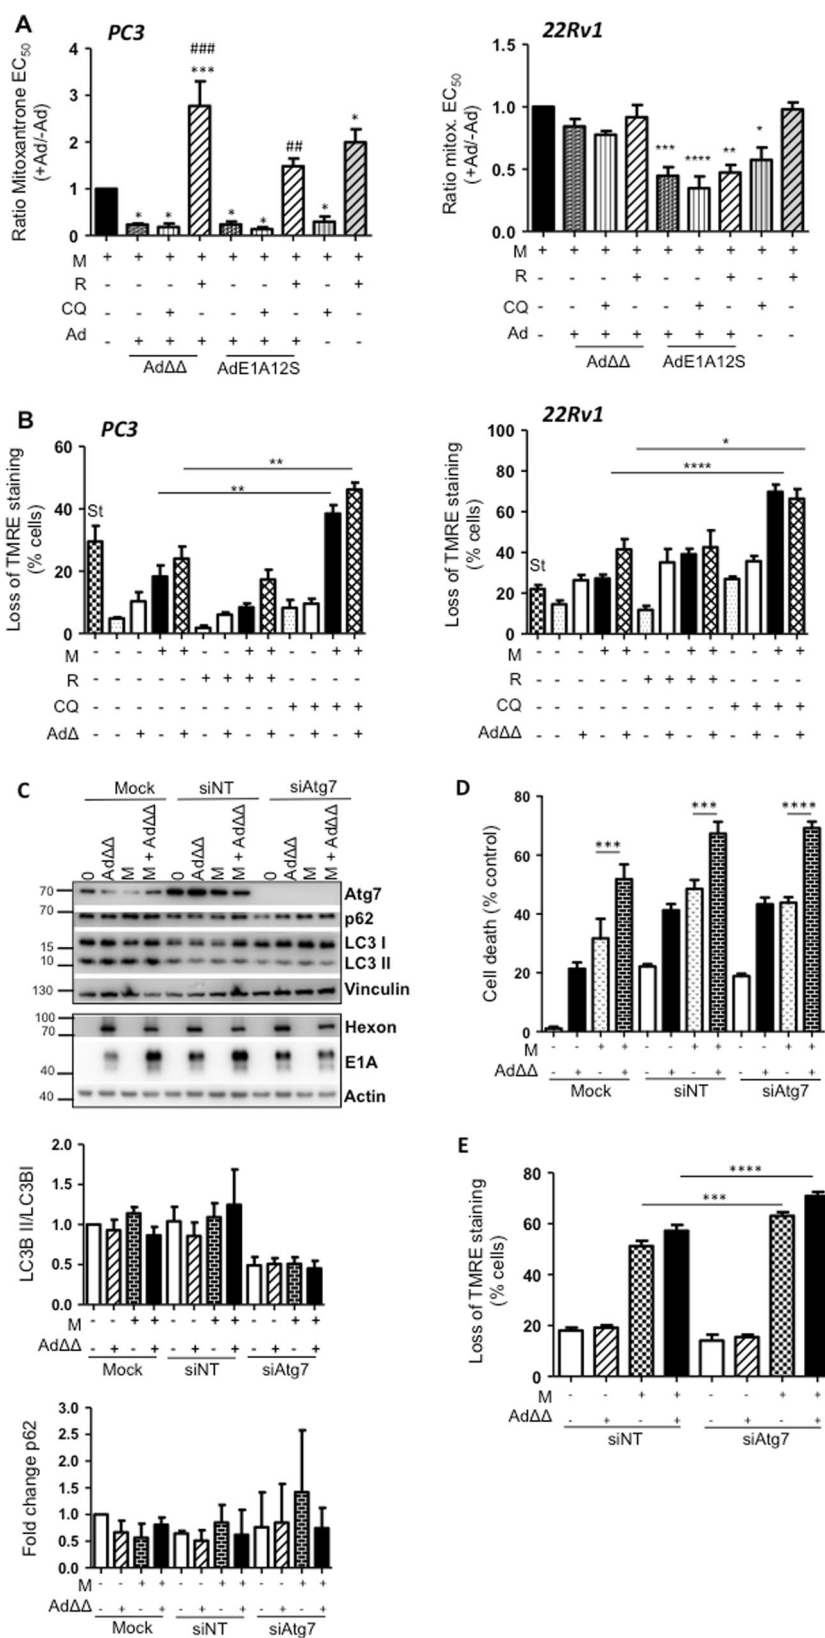 A
PC3
Ratio Mitoxantrone EC50
(+Ad/-Ad)
4
3
2
1
0
###
***
*
*
*
*
##
*
*
M + + + + + + + + +
R - - - + - - + - +
CQ - - + - - + - + -
Ad - + + + + + + - -
AdΔΔ
AdE1A12S
22Rv1
Ratio mitox. EC50
(+Ad/-Ad)
1.5
1.0
0.5
0.0
***
****
**
*
M + + + + + + + + +
R - - - + - - + - +
CQ - - + - - + - + -
Ad - + + + + + + - -
AdΔΔ
AdE1A12S
B
PC3
Loss of TMRE staining
(% cells)
60
40
20
0
St
**
**
M - - - + + - - + + - - + +
R - - - - - + + + + - - - -
CQ - - - - - - - - - + + + +
AdΔ - - + - + - + - + - + - +
22Rv1
Loss of TMRE staining
(% cells)
100
80
60
40
20
0
St
*
****
M - - - + + - - + + - - + +
R - - - - - + + + + - - - -
CQ - - - - - - - - - + + + +
AdΔΔ - - + - + - + - + - + - +
C
Mock siNT siAtg7
0 AdΔΔ M M + AdΔΔ 0 AdΔΔ M M + AdΔΔ 0 AdΔΔ M M + AdΔΔ
70 Atg7
70 p62
15 LC3 I
10 LC3 II
130 Vinculin
100
70 Hexon
E1A
40
40 Actin
LC3B II/LC3BI
2.0
1.5
1.0
0.5
0.0
M - - + + - - + + - - + +
AdΔΔ - + - + - + - + - + - +
Mock siNT siAtg7
Fold change p62
3.0
2.5
2.0
1.5
1.0
0.5
0.0
M - - + + - - + + - - + +
AdΔΔ - + - + - + - + - + - +
Mock siNT siAtg7
D
Cell death (% control)
80
60
40
20
0
***
***
****
M - - + + - - + + - - + +
AdΔΔ - + - + - + - + - + - +
Mock siNT siAtg7
E
Loss of TMRE staining
(% cells)
80
60
40
20
0
****
***
M - - + + - - + +
AdΔΔ - + - + - + - +
siNT siAtg7